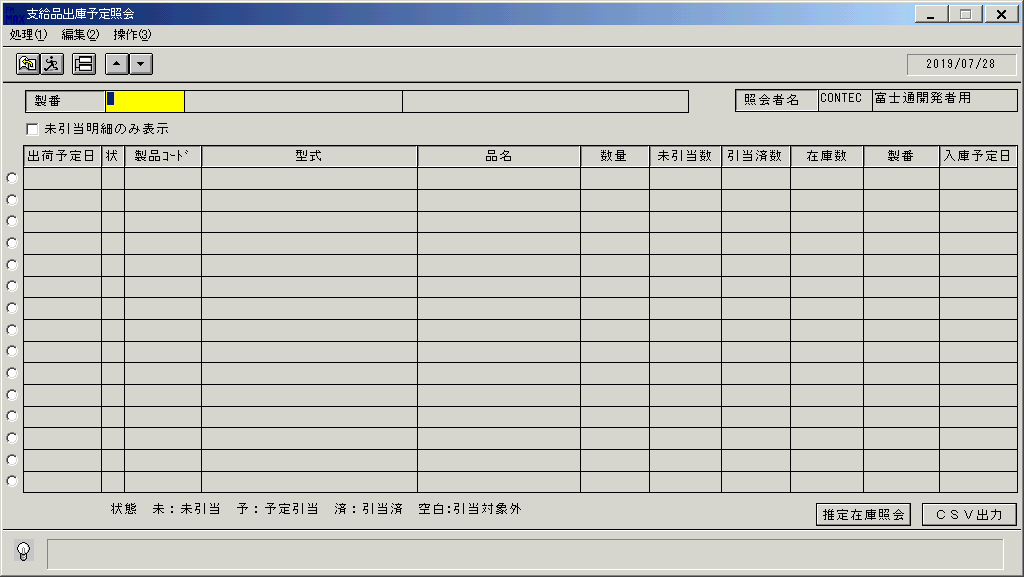 支給品出庫予定照会
処理(1) 編集(2) 操作(3)
2019/07/28
製番 照会者名 CONTEC 富士通開発者用
未引当明細のみ表示
出荷予定日 状 製品ｺｰﾄﾞ 型式 品名 数量 未引当数 引当済数 在庫数 製番 入庫予定日
状態 未：未引当 予：予定引当 済：引当済 空白:引当対象外
推定在庫照会 ＣＳＶ出力